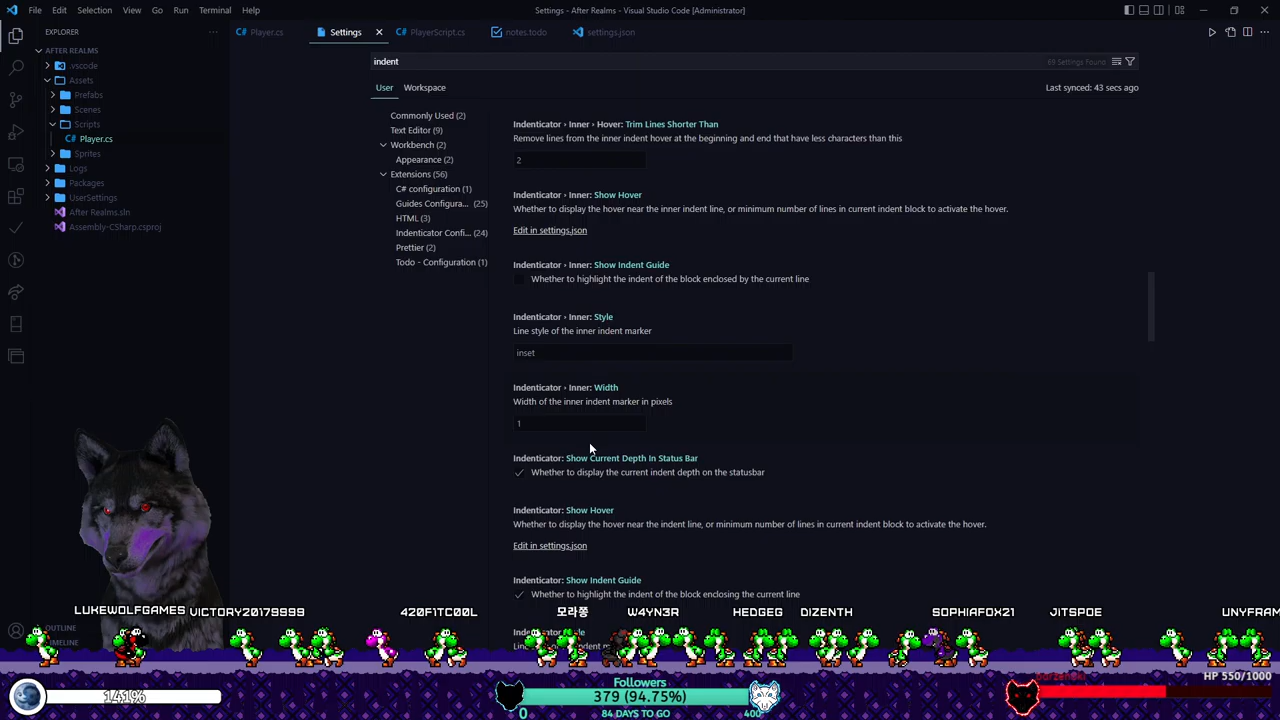 File Edit Selection View Go Run Terminal Help
Settings - After Realms - Visual Studio Code [Administrator]
EXPLORER
Player.cs
Settings
PlayerScript.cs
notes.todo
settings.json
AFTER REALMS
.vscode
Assets
Prefabs
Scenes
Scripts
Player.cs
Sprites
Logs
Packages
UserSettings
After Realms.sln
Assembly-CSharp.csproj
OUTLINE
TIMELINE
indent
69 Settings Found
User Workspace
Last synced: 43 secs ago
Commonly Used (2)
Text Editor (9)
Workbench (2)
Appearance (2)
Extensions (56)
C# configuration (1)
Guides Configura... (25)
HTML (3)
Indenticator Confi... (24)
Prettier (2)
Todo - Configuration (1)
Indenticator › Inner › Hover: Trim Lines Shorter Than
Remove lines from the inner indent hover at the beginning and end that have less characters than this
2
Indenticator › Inner: Show Hover
Whether to display the hover near the inner indent line, or minimum number of lines in current indent block to activate the hover.
Edit in settings.json
Indenticator › Inner: Show Indent Guide
Whether to highlight the indent of the block enclosed by the current line
Indenticator › Inner: Style
Line style of the inner indent marker
inset
Indenticator › Inner: Width
Width of the inner indent marker in pixels
1
Indenticator: Show Current Depth In Status Bar
Whether to display the current indent depth on the statusbar
Indenticator: Show Hover
Whether to display the hover near the indent line, or minimum number of lines in current indent block to activate the hover.
Edit in settings.json
Indenticator: Show Indent Guide
Whether to highlight the indent of the block enclosing the current line
LUKEWOLFGAMES VICTORY20179999 420F1TC00L 모라쫑 W4YN3R HEDGEG DIZENTH SOPHIAFOX21 JITSPOE UNYFRAM
141%
Followers
379 (94.75%)
0 84 DAYS TO GO 400
HP 550/1000